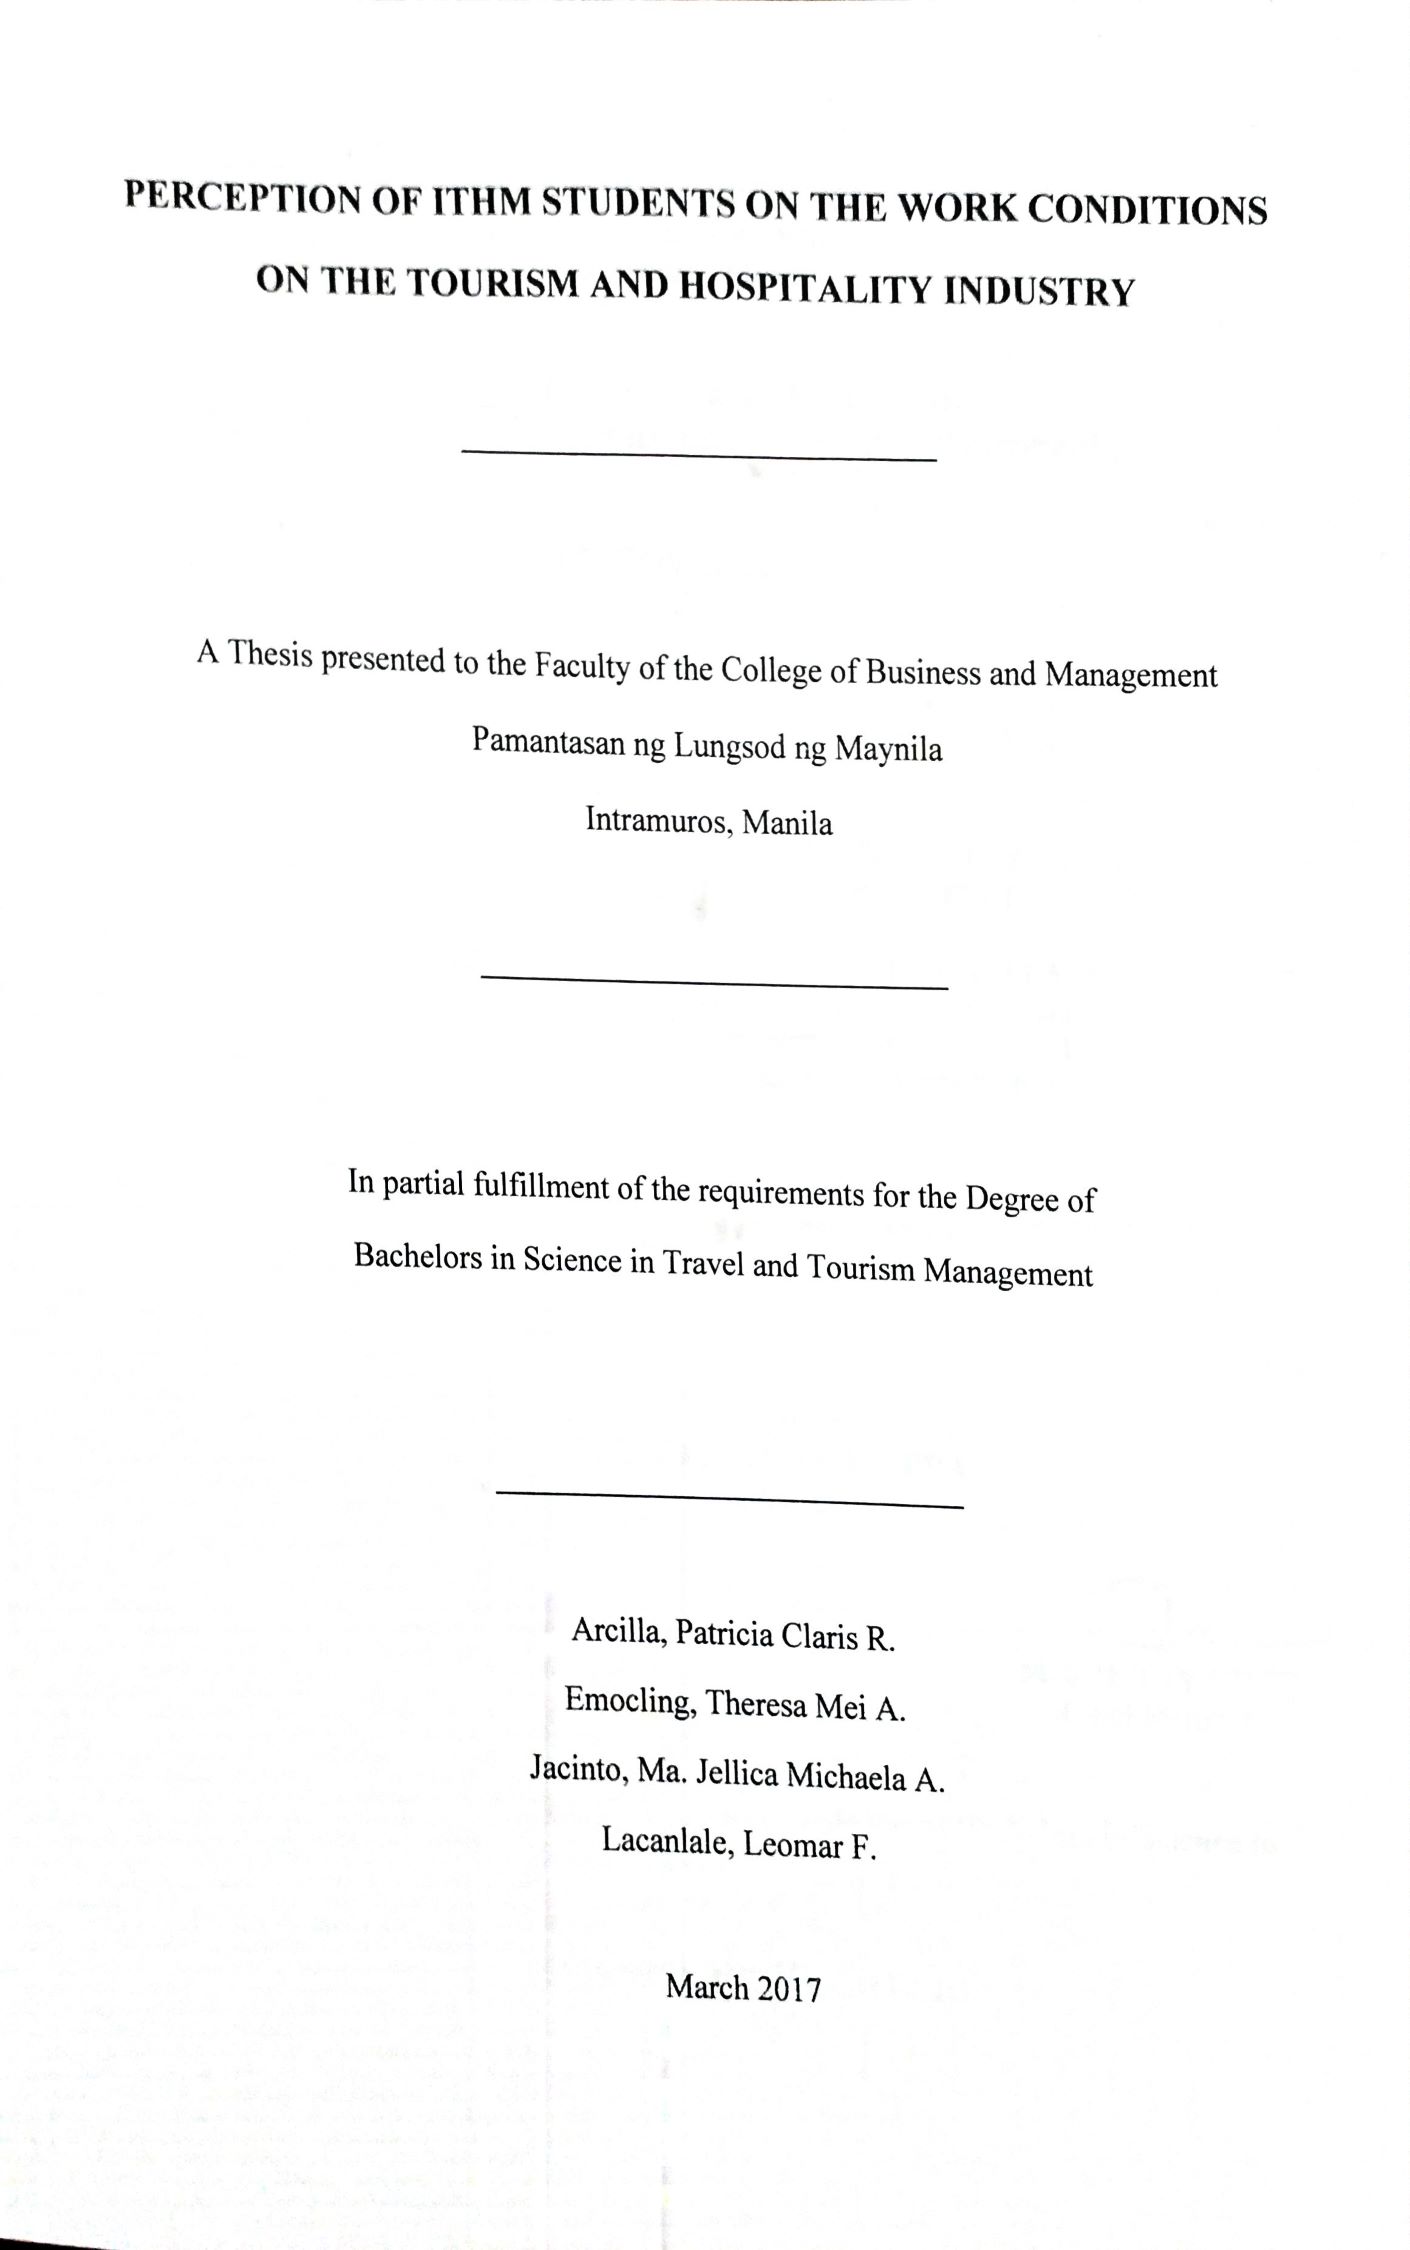 PERCEPTION OF ITHM STUDENTS ON THE WORK CONDITIONS
ON THE TOURISM AND HOSPITALITY INDUSTRY
A Thesis presented to the Faculty of the College of Business and Management
Pamantasan ng Lungsod ng Maynila
Intramuros, Manila
In partial fulfillment of the requirements for the Degree of
Bachelors in Science in Travel and Tourism Management
Arcilla, Patricia Claris R.
Emocling, Theresa Mei A.
Jacinto, Ma. Jellica Michaela A.
Lacanlale, Leomar F.
March 2017